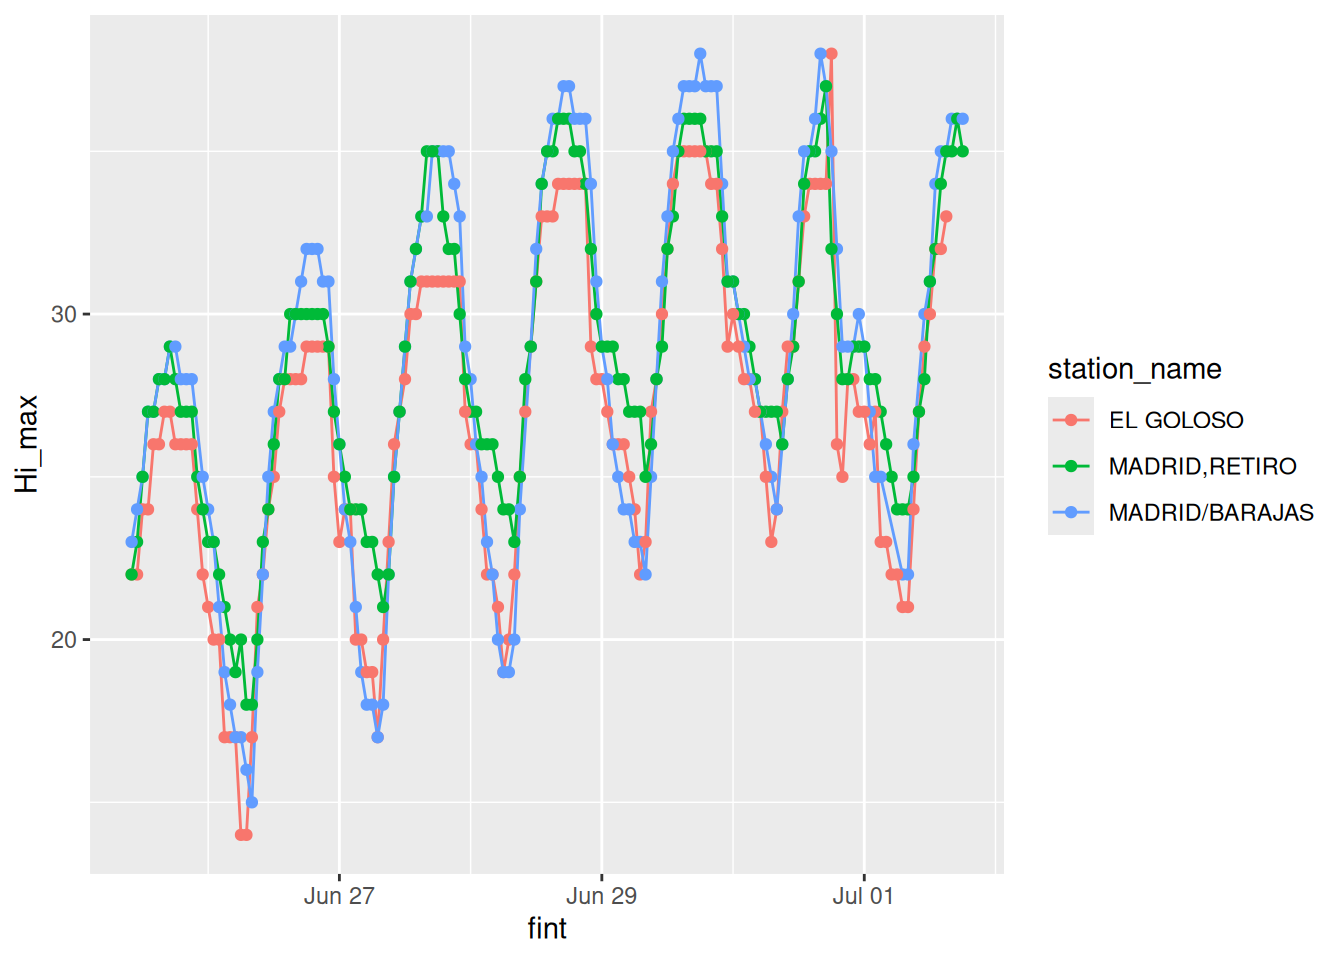 Hi_max
30
20
Jun 27
Jun 29
Jul 01
fint
station_name
EL GOLOSO
MADRID,RETIRO
MADRID/BARAJAS